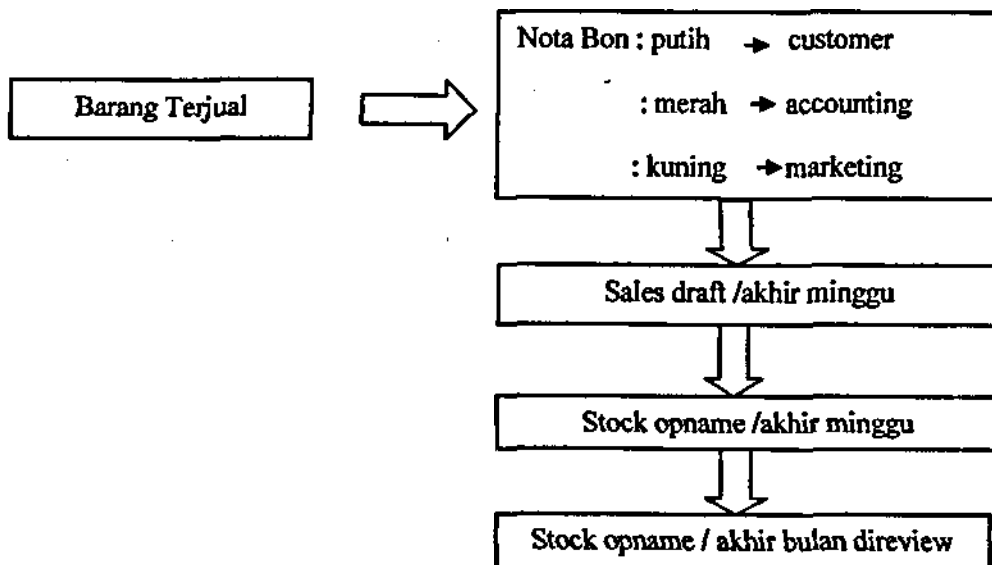 Barang Terjual
Nota Bon : putih → customer
: merah → accounting
: kuning → marketing
Sales draft /akhir minggu
Stock opname /akhir minggu
Stock opname / akhir bulan direview